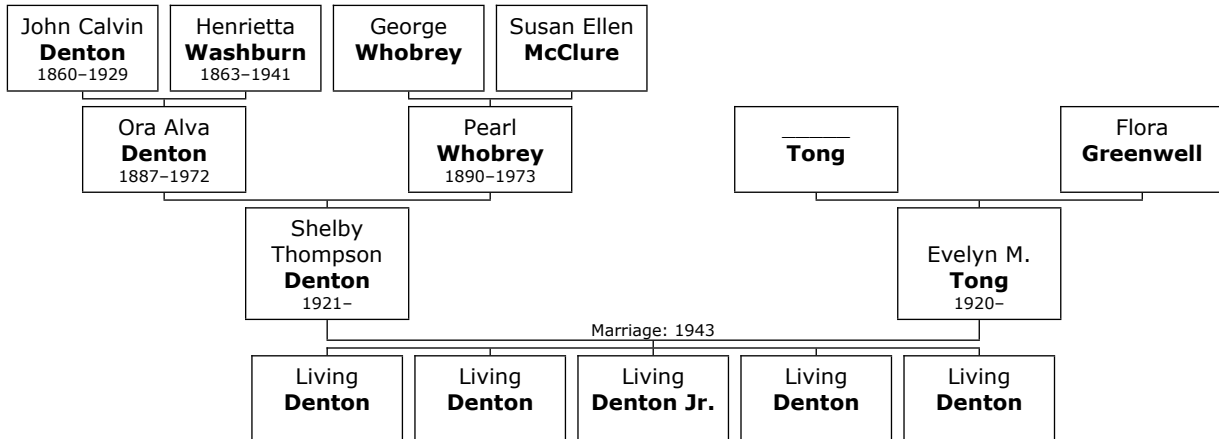 John Calvin
Denton
1860–1929
Henrietta
Washburn
1863–1941
George
Whobrey
Susan Ellen
McClure
Ora Alva
Denton
1887–1972
Pearl
Whobrey
1890–1973
______
Tong
Flora
Greenwell
Shelby
Thompson
Denton
1921–
Evelyn M.
Tong
1920–
Marriage: 1943
Living
Denton
Living
Denton
Living
Denton Jr.
Living
Denton
Living
Denton